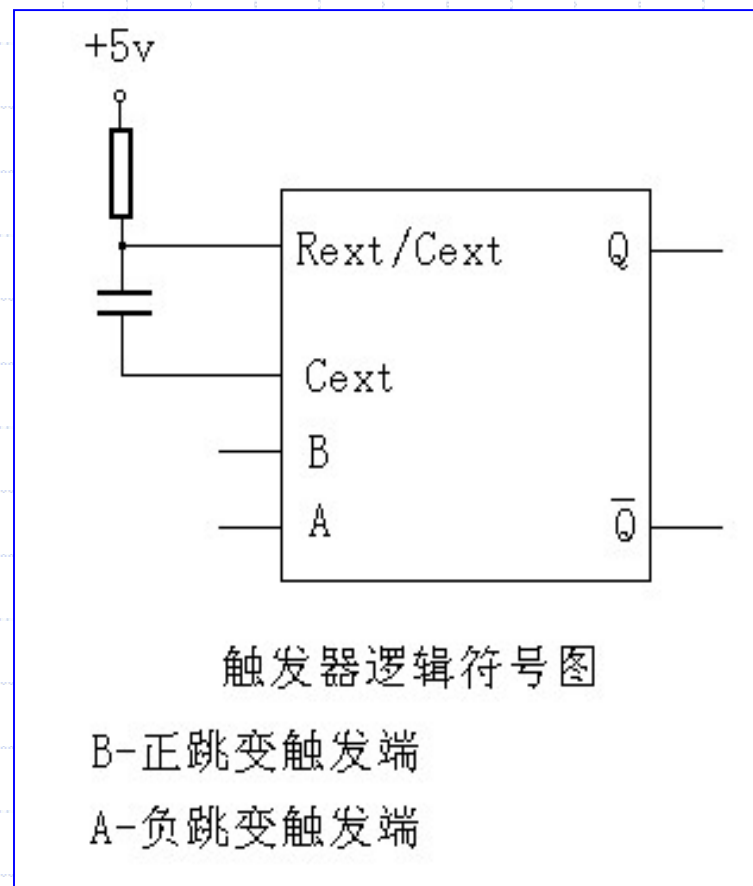 +5v
Rext/Cext Q
Cext
B
A Q̅
触发器逻辑符号图
B-正跳变触发端
A-负跳变触发端